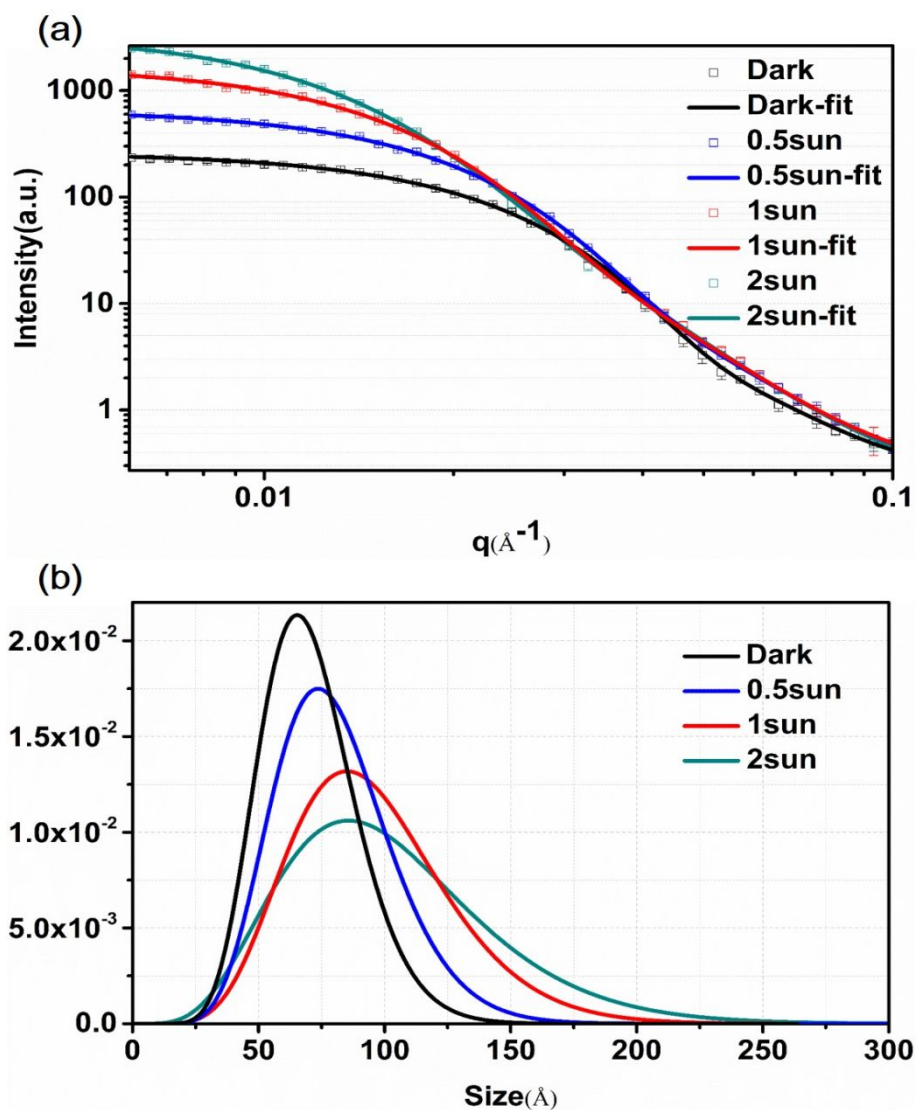 (a)
1000
100
10
1
Intensity(a.u.)
Dark
Dark-fit
0.5sun
0.5sun-fit
1sun
1sun-fit
2sun
2sun-fit
0.01
0.1
q(Å⁻¹)
(b)
2.0x10⁻²
1.5x10⁻²
1.0x10⁻²
5.0x10⁻³
0.0
Dark
0.5sun
1sun
2sun
0 50 100 150 200 250 300
Size(Å)